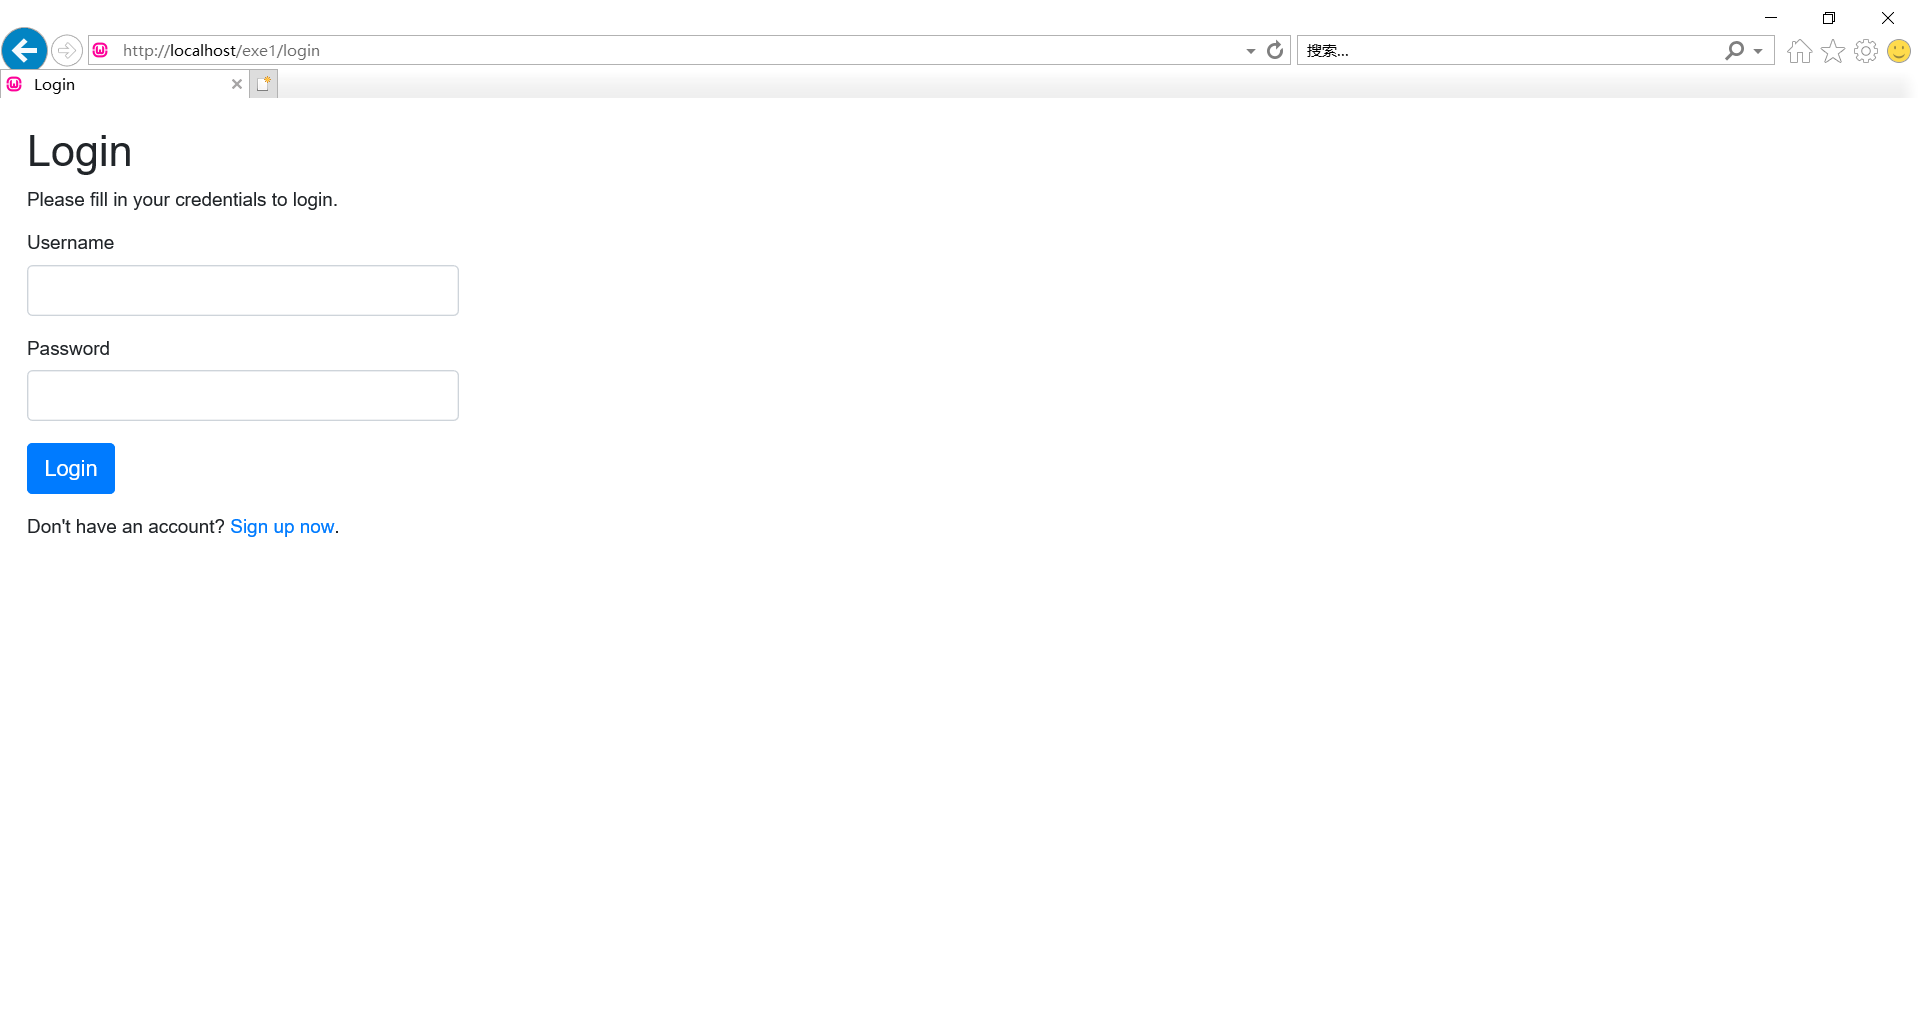 http://localhost/exe1/login
搜索...
Login
Login
Please fill in your credentials to login.
Username
Password
Login
Don't have an account? Sign up now.